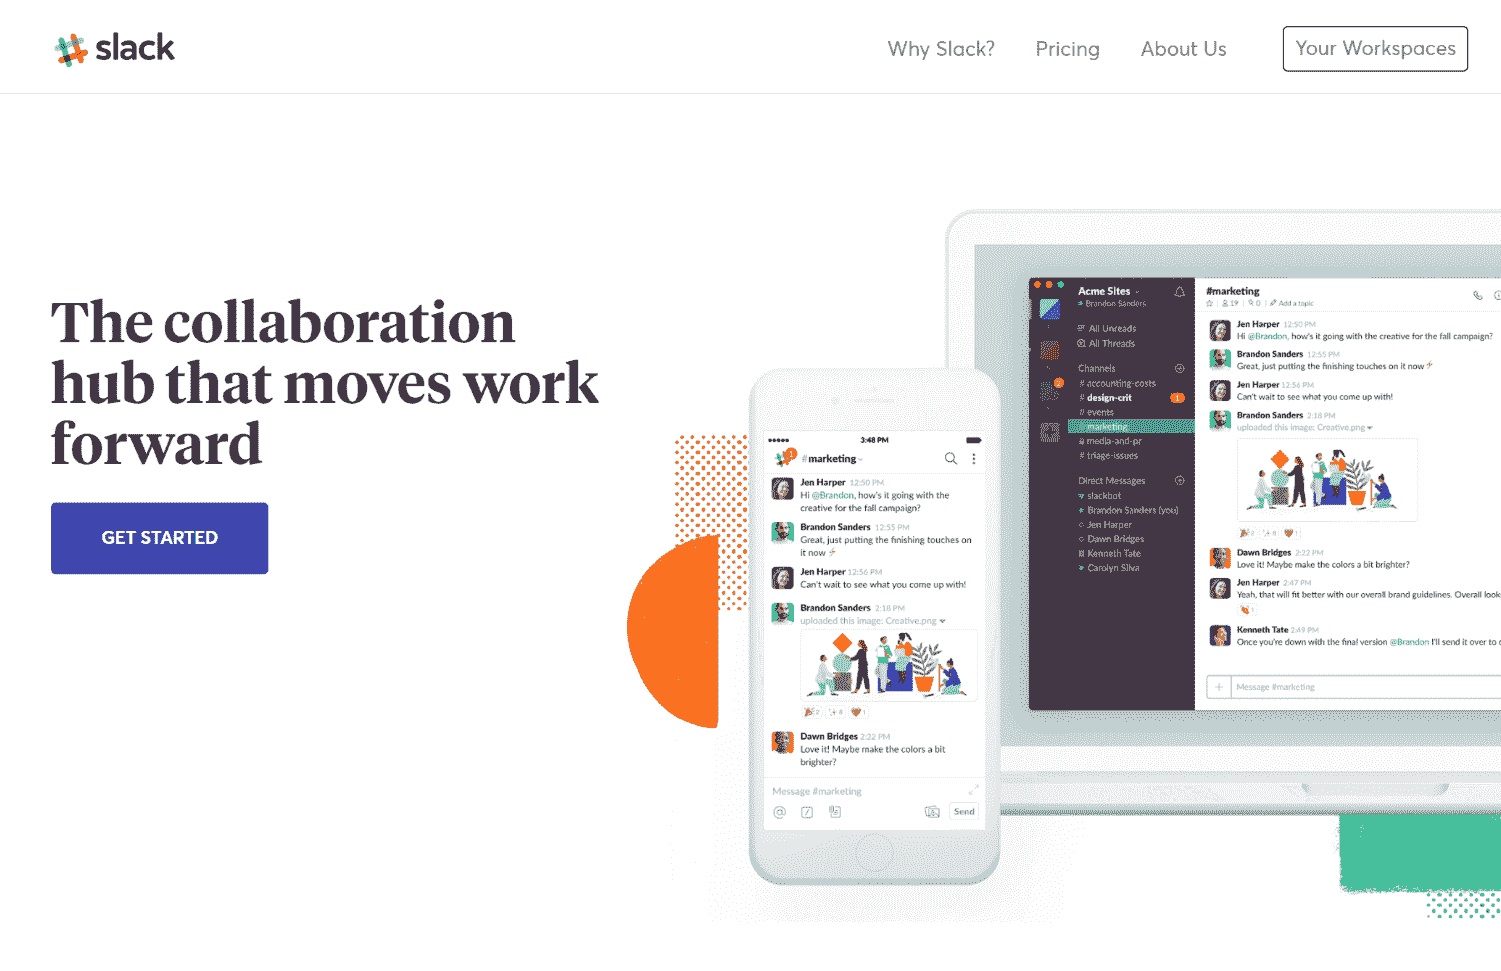 slack
Why Slack?
Pricing
About Us
Your Workspaces
The collaboration
hub that moves work
forward
GET STARTED
3:48 PM
1
#marketing
Jen Harper 12:50 PM
Hi @Brandon, how's it going with the
creative for the fall campaign?
Brandon Sanders 12:55 PM
Great, just putting the finishing touches on
it now
Jen Harper 12:56 PM
Can't wait to see what you come up with!
Brandon Sanders 2:18 PM
uploaded this image: Creative.png
2 8 1
Dawn Bridges 2:22 PM
Love it! Maybe make the colors a bit
brighter?
Message #marketing
@
Send
Acme Sites
Brandon Sanders
All Unreads
All Threads
Channels
# accounting-costs
2
# design-crit 1
# events
marketing
media-and-pr
# triage-issues
Direct Messages
slackbot
Brandon Sanders (you)
Jen Harper
Dawn Bridges
Kenneth Tate
Carolyn Silva
#marketing
19 | 0 | Add a topic
Jen Harper 12:50 PM
Hi @Brandon, how's it going with the creative for the fall campaign?
Brandon Sanders 12:55 PM
Great, just putting the finishing touches on it now
Jen Harper 12:56 PM
Can't wait to see what you come up with!
Brandon Sanders 2:18 PM
uploaded this image: Creative.png
2 8 1
Dawn Bridges 2:22 PM
Love it! Maybe make the colors a bit brighter?
Jen Harper 2:47 PM
Yeah, that will fit better with our overall brand guidelines. Overall look
1
Kenneth Tate 2:49 PM
Once you're down with the final version @Brandon I'll send it over to
+ Message #marketing